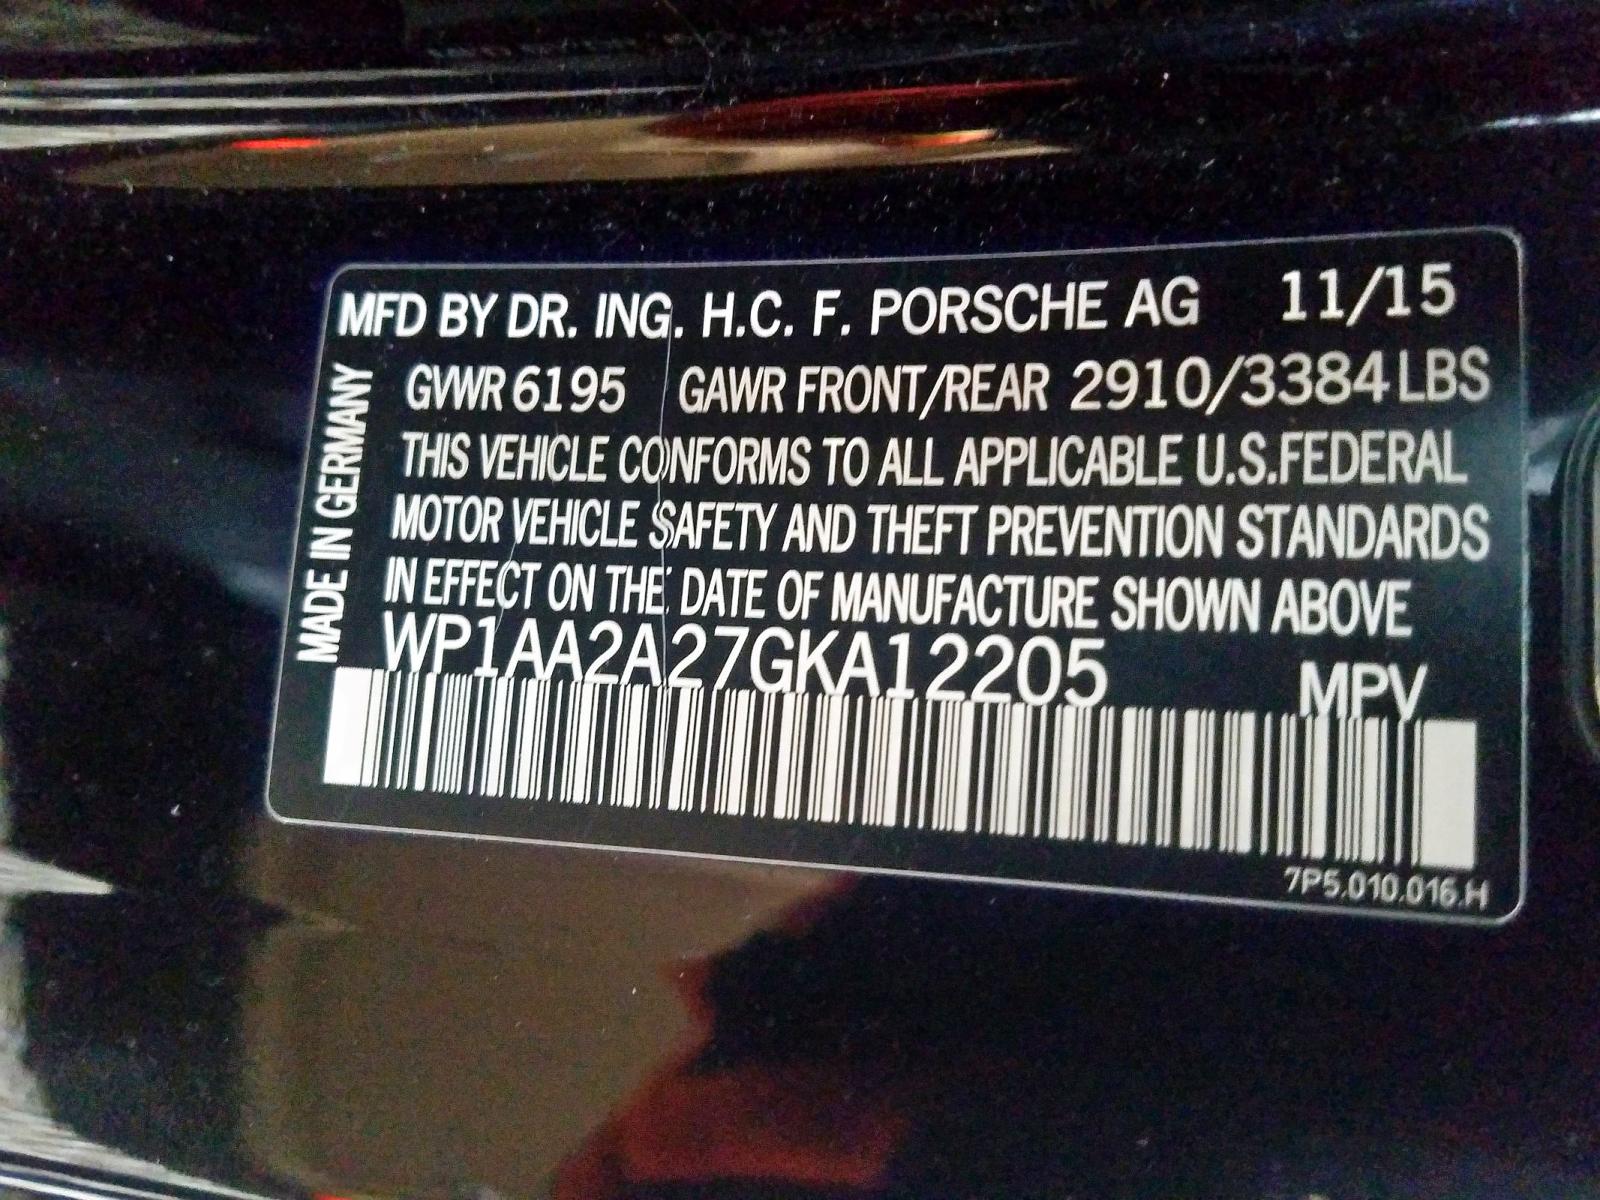 MFD BY DR. ING. H.C. F. PORSCHE AG 11/15
GVWR 6195 GAWR FRONT/REAR 2910/3384 LBS
THIS VEHICLE CONFORMS TO ALL APPLICABLE U.S.FEDERAL
MOTOR VEHICLE SAFETY AND THEFT PREVENTION STANDARDS
IN EFFECT ON THE DATE OF MANUFACTURE SHOWN ABOVE
WP1AA2A27GKA12205 MPV
MADE IN GERMANY
7P5.010.016.H